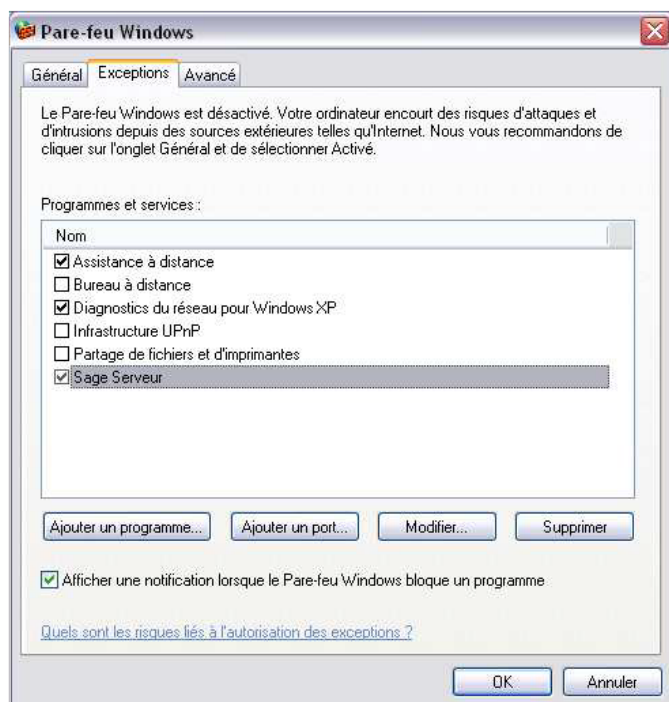 Pare-feu Windows
Général Exceptions Avancé
Le Pare-feu Windows est désactivé. Votre ordinateur encourt des risques d'attaques et
d'intrusions depuis des sources extérieures telles qu'Internet. Nous vous recommandons de
cliquer sur l'onglet Général et de sélectionner Activé.
Programmes et services :
Nom
Assistance à distance
Bureau à distance
Diagnostics du réseau pour Windows XP
Infrastructure UPnP
Partage de fichiers et d'imprimantes
Sage Serveur
Ajouter un programme... Ajouter un port... Modifier... Supprimer
Afficher une notification lorsque le Pare-feu Windows bloque un programme
Quels sont les risques liés à l'autorisation des exceptions ?
OK Annuler